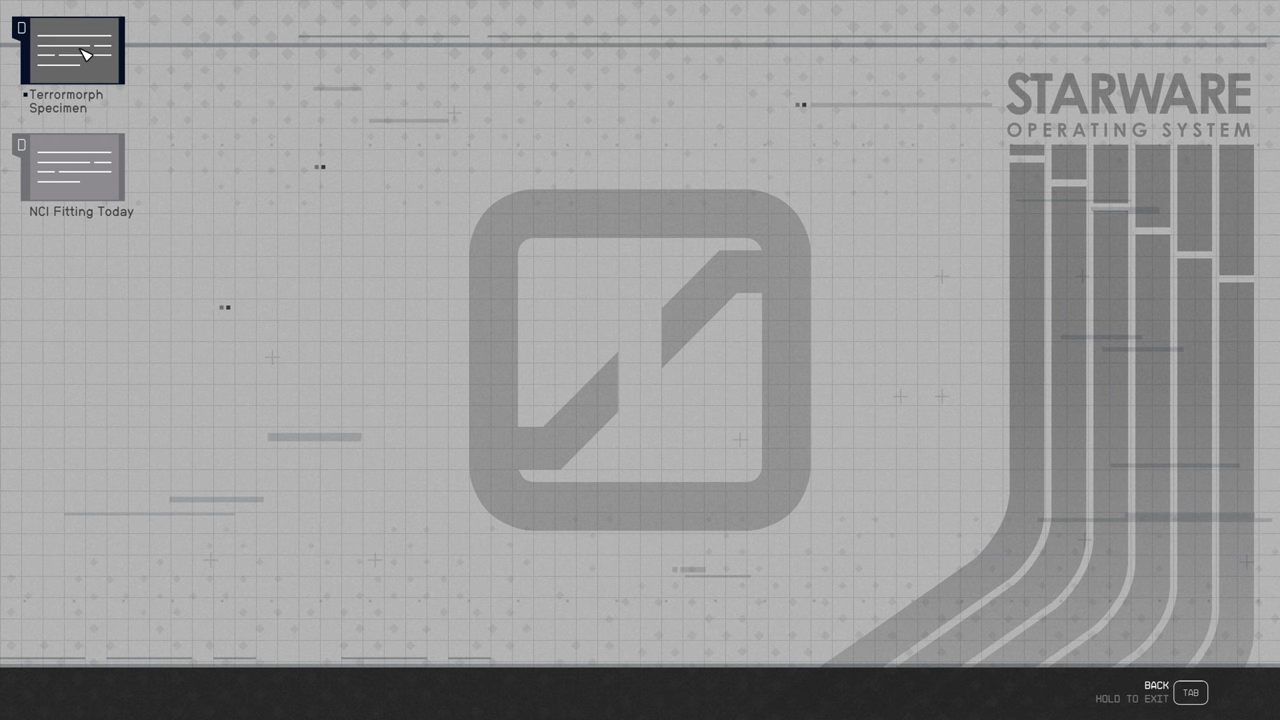 D
Terrormorph
Specimen
D
NCI Fitting Today
STARWARE
OPERATING SYSTEM
BACK
HOLD TO EXIT
TAB